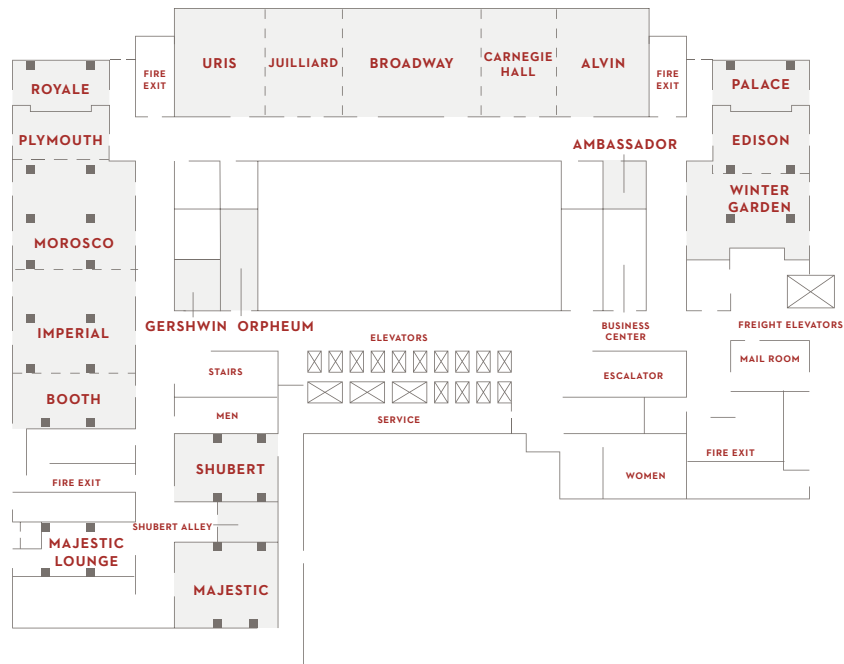 URIS
JUILLIARD
BROADWAY
CARNEGIE
HALL
ALVIN
FIRE
EXIT
FIRE
EXIT
ROYALE
PALACE
PLYMOUTH
AMBASSADOR
EDISON
WINTER
GARDEN
MOROSCO
IMPERIAL
GERSHWIN
ORPHEUM
ELEVATORS
BUSINESS
CENTER
FREIGHT ELEVATORS
MAIL ROOM
STAIRS
ESCALATOR
BOOTH
MEN
SERVICE
FIRE EXIT
SHUBERT
WOMEN
FIRE EXIT
SHUBERT ALLEY
MAJESTIC
LOUNGE
MAJESTIC